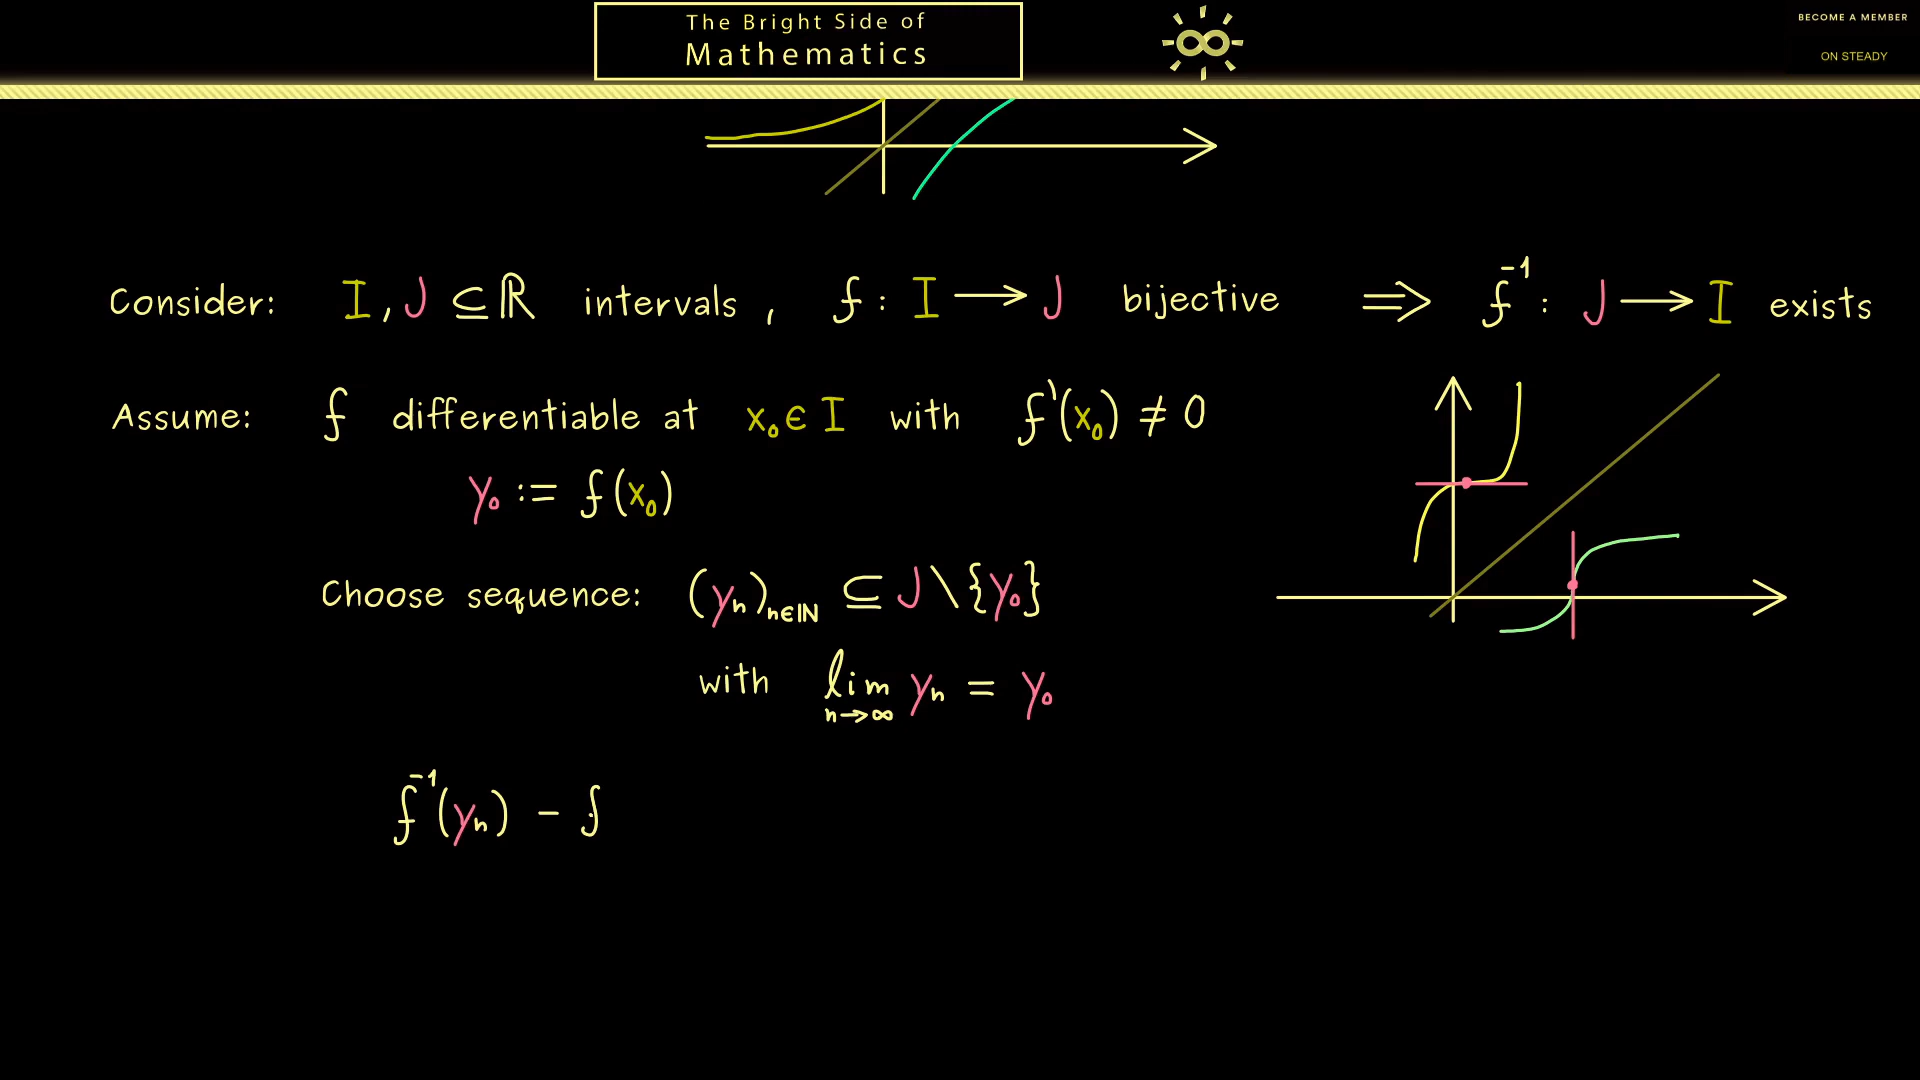 The Bright Side of
Mathematics
BECOME A MEMBER
ON STEADY
Consider: I, J ⊆ ℝ intervals , f : I ⟶ J bijective ⟹ f⁻¹ : J ⟶ I exists
Assume: f differentiable at x₀ ∈ I with f'(x₀) ≠ 0
y₀ := f(x₀)
Choose sequence: (yₙ)ₙ∈ℕ ⊆ J \ {y₀}
with lim n→∞ yₙ = y₀
f⁻¹(yₙ) − f